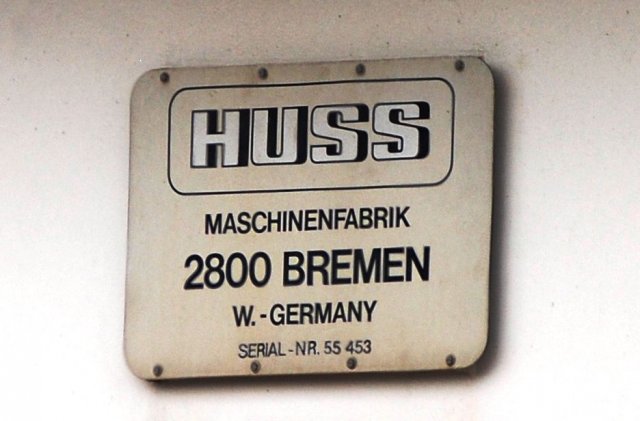 HUSS
MASCHINENFABRIK
2800 BREMEN
W.-GERMANY
SERIAL-NR. 55 453